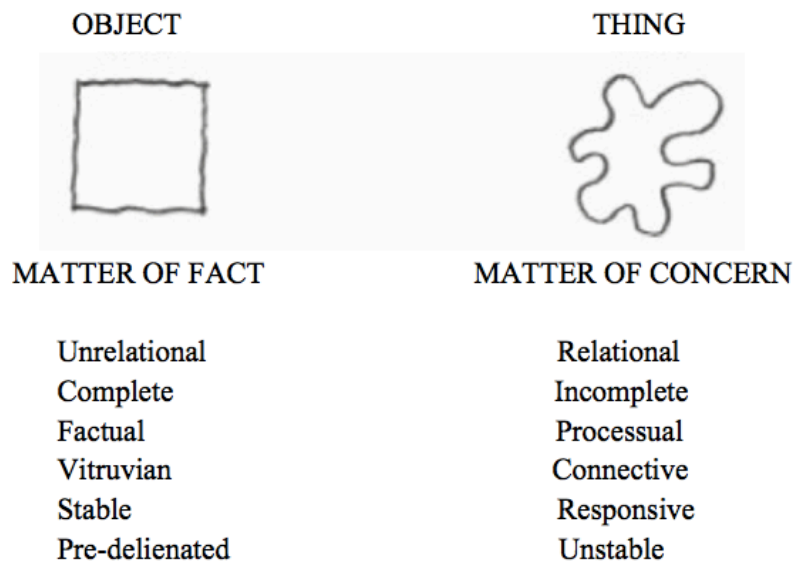 OBJECT
THING
MATTER OF FACT
MATTER OF CONCERN
Unrelational
Complete
Factual
Vitruvian
Stable
Pre-delienated
Relational
Incomplete
Processual
Connective
Responsive
Unstable